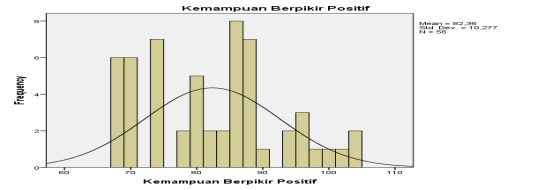 Kemampuan Berpikir Positif
Mean = 82,36
Std. Dev. = 10,277
N = 56
Frequency
8
6
4
2
0
60 70 80 90 100 110
Kemampuan Berpikir Positif